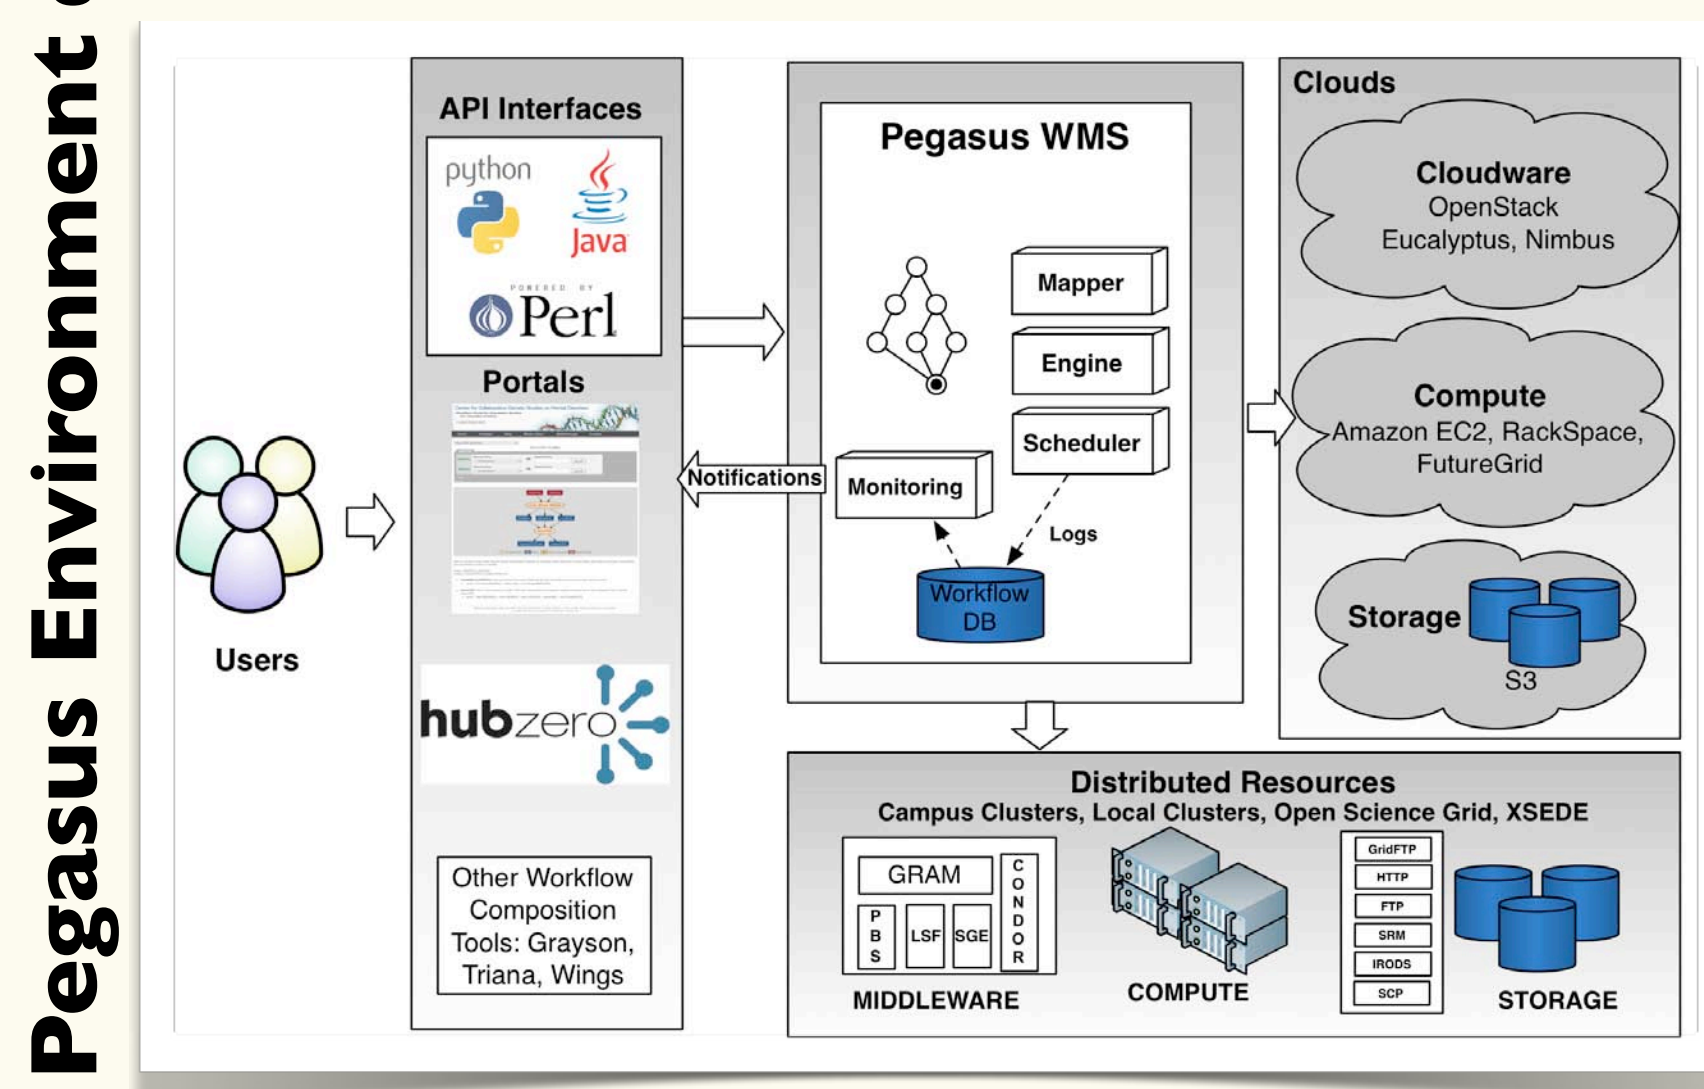 Pegasus Environment
API Interfaces
python
Java
POWERED BY
Perl
Portals
hubzero
Other Workflow
Composition
Tools: Grayson,
Triana, Wings
Users
Notifications
Pegasus WMS
Mapper
Engine
Scheduler
Monitoring
Logs
Workflow
DB
Clouds
Cloudware
OpenStack
Eucalyptus, Nimbus
Compute
Amazon EC2, RackSpace,
FutureGrid
Storage
S3
Distributed Resources
Campus Clusters, Local Clusters, Open Science Grid, XSEDE
GRAM
PBS
LSF
SGE
CONDOR
MIDDLEWARE
COMPUTE
GridFTP
HTTP
FTP
SRM
IRODS
SCP
STORAGE